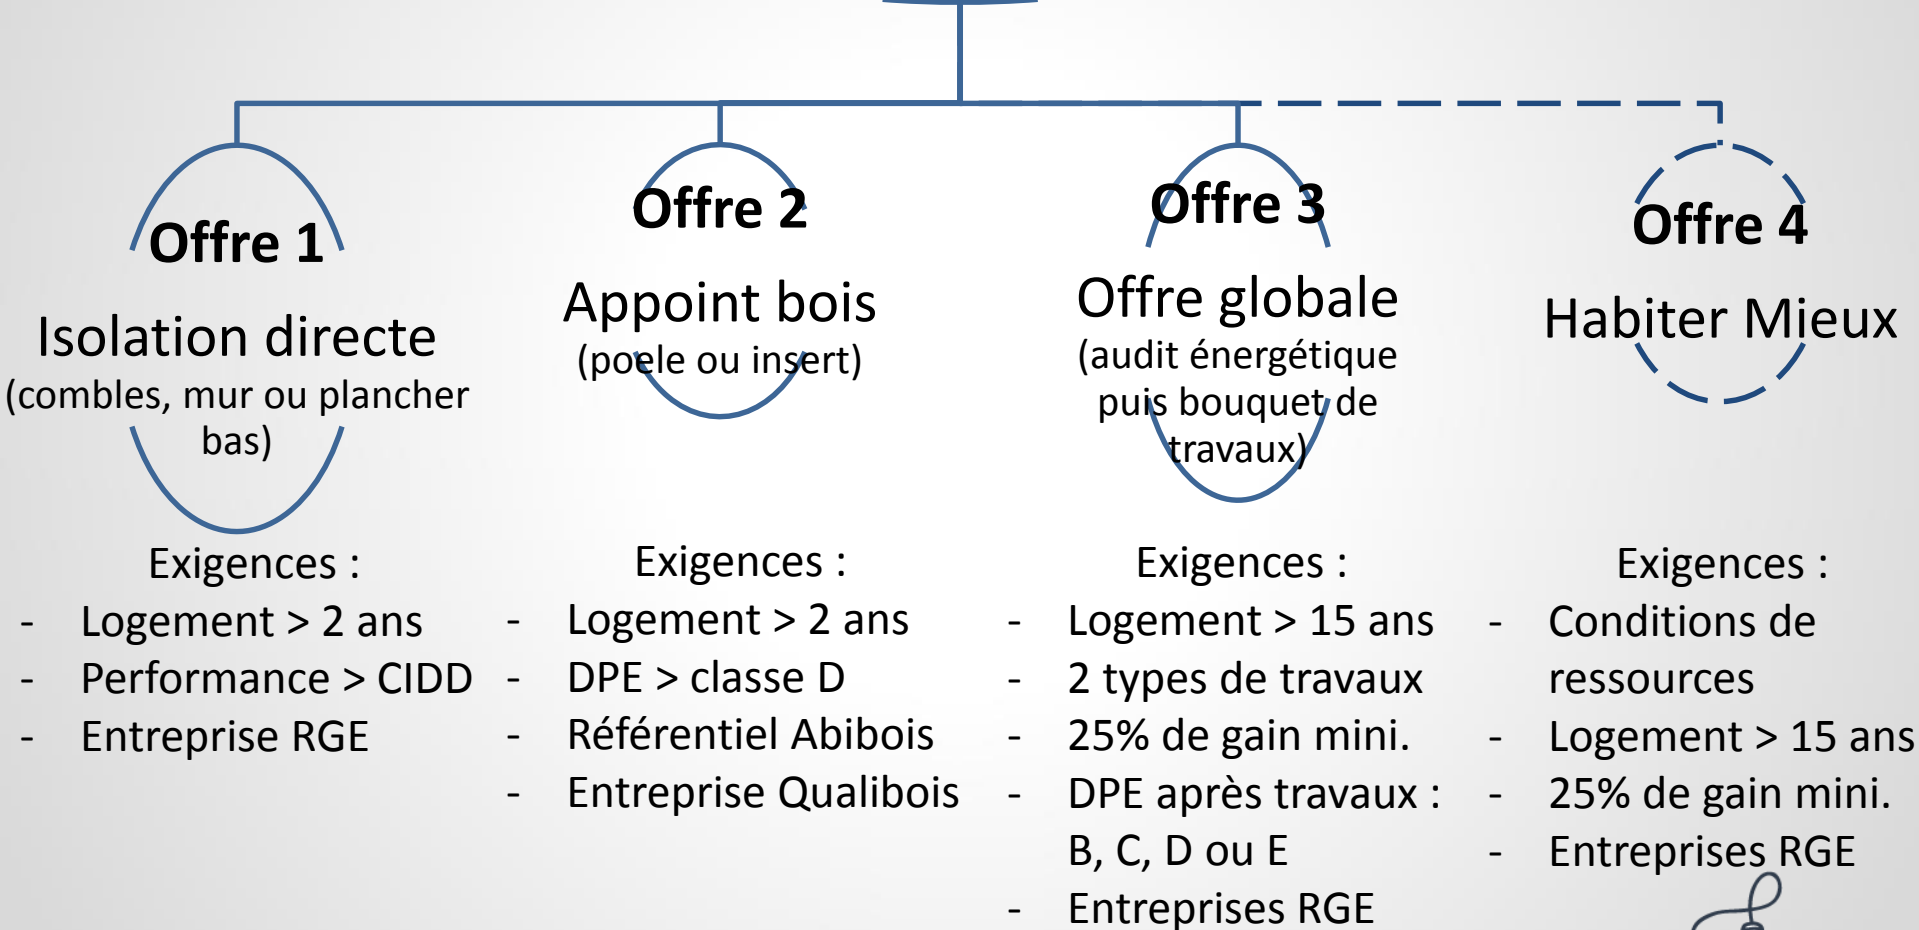 Offre 1
Isolation directe
(combles, mur ou plancher
bas)
Exigences :
- Logement > 2 ans
- Performance > CIDD
- Entreprise RGE
Offre 2
Appoint bois
(poele ou insert)
Exigences :
- Logement > 2 ans
- DPE > classe D
- Référentiel Abibois
- Entreprise Qualibois
Offre 3
Offre globale
(audit énergétique
puis bouquet de
travaux)
Exigences :
- Logement > 15 ans
- 2 types de travaux
- 25% de gain mini.
- DPE après travaux :
B, C, D ou E
- Entreprises RGE
Offre 4
Habiter Mieux
Exigences :
- Conditions de
ressources
- Logement > 15 ans
- 25% de gain mini.
- Entreprises RGE